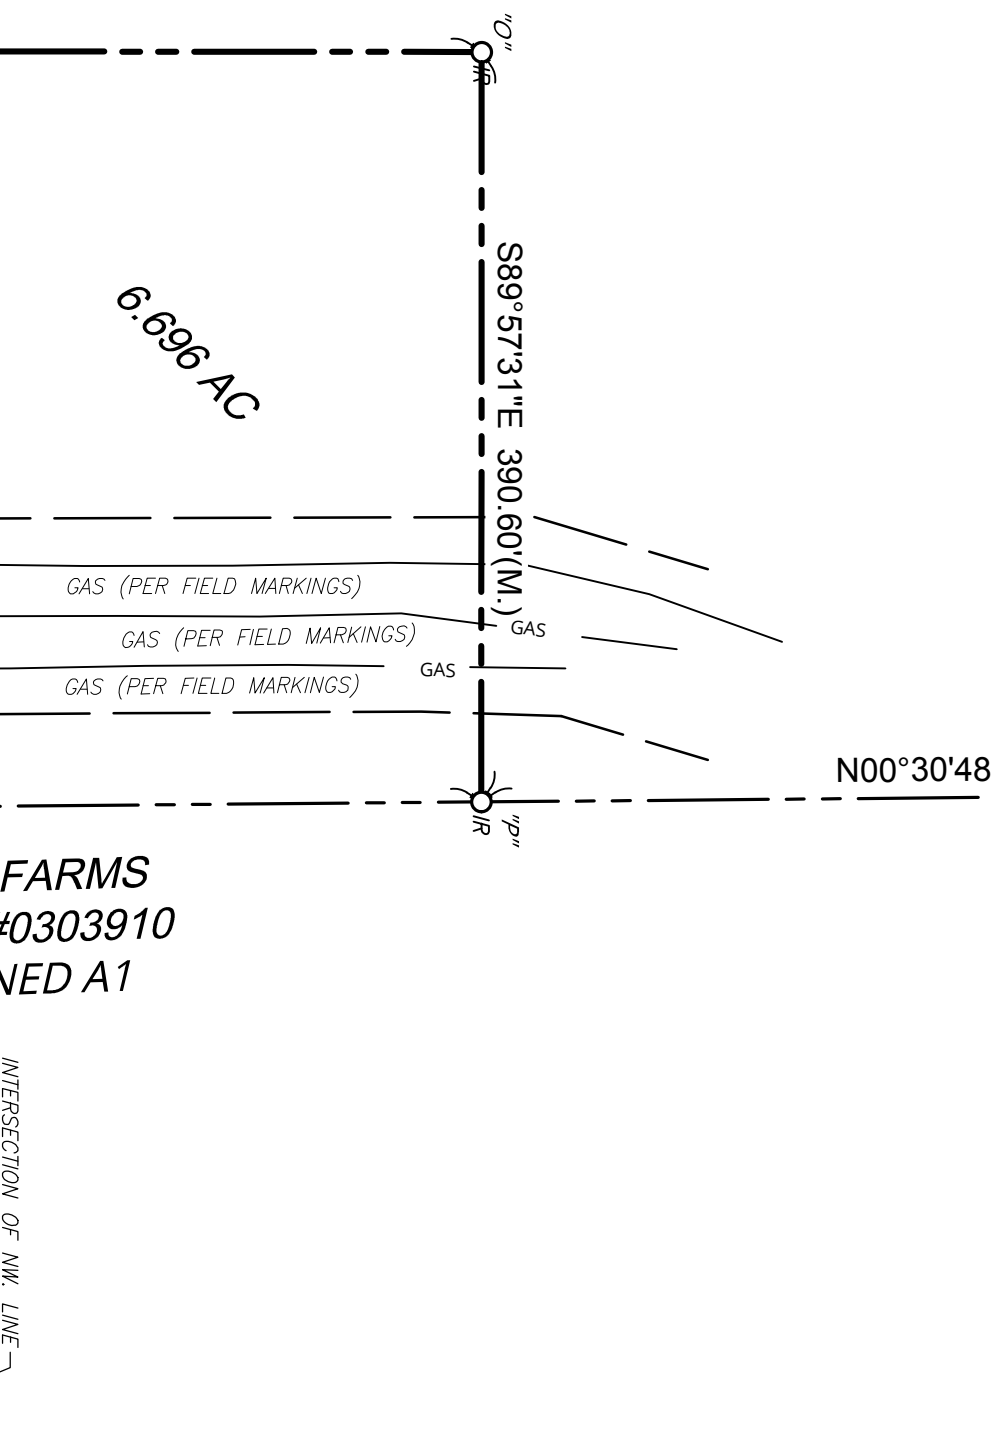 "O"
IR
S89°57'31"E 390.60'(M.)
6.696 AC
GAS (PER FIELD MARKINGS)
GAS (PER FIELD MARKINGS)
GAS
GAS (PER FIELD MARKINGS)
GAS
N00°30'48
IR
"P"
FARMS
#0303910
NED A1
INTERSECTION OF NW. LINE